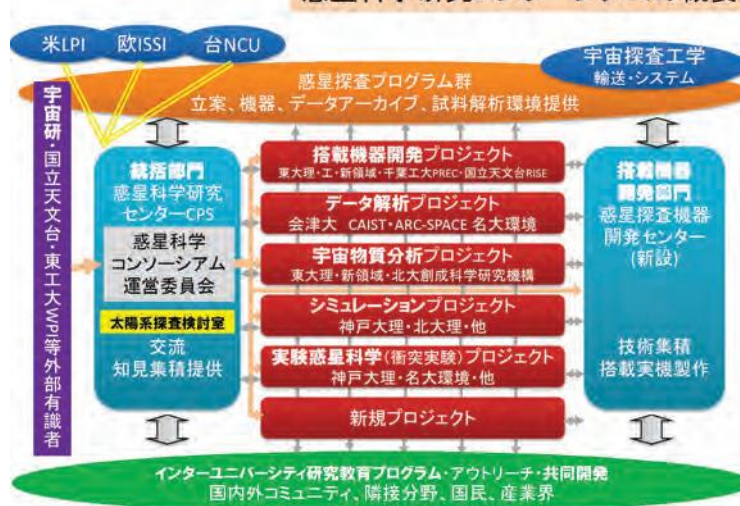 米LPI
欧ISSI
台NCU
宇宙探査工学
輸送・システム
惑星探査プログラム群
立案、機器、データアーカイブ、試料解析環境提供
宇宙研・国立天文台・東工大WPI等外部有識者
統括部門
惑星科学研究
センターCPS
惑星科学
コンソーシアム
運営委員会
太陽系探査検討室
交流
知見集積提供
搭載機器開発プロジェクト
東大理・工・新領域・千葉工大PREC・国立天文台RISE
データ解析プロジェクト
会津大 CAIST・ARC-SPACE 名大環境
宇宙物質分析プロジェクト
東大理・新領域・北大創成科学研究機構
シミュレーションプロジェクト
神戸大理・北大理・他
実験惑星科学(衝突実験)プロジェクト
神戸大理・名大環境・他
新規プロジェクト
搭載機器
開発部門
惑星探査機器
開発センター
(新設)
技術集積
搭載実機製作
インターユニバーシティ研究教育プログラム・アウトリーチ・共同開発
国内外コミュニティ、隣接分野、国民、産業界